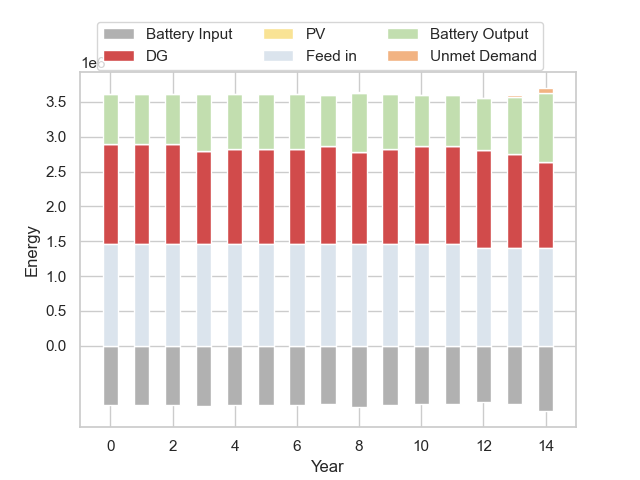 Battery Input PV Battery Output
DG Feed in Unmet Demand
1e6
3.5
3.0
2.5
2.0
1.5
1.0
0.5
0.0
Energy
0 2 4 6 8 10 12 14
Year